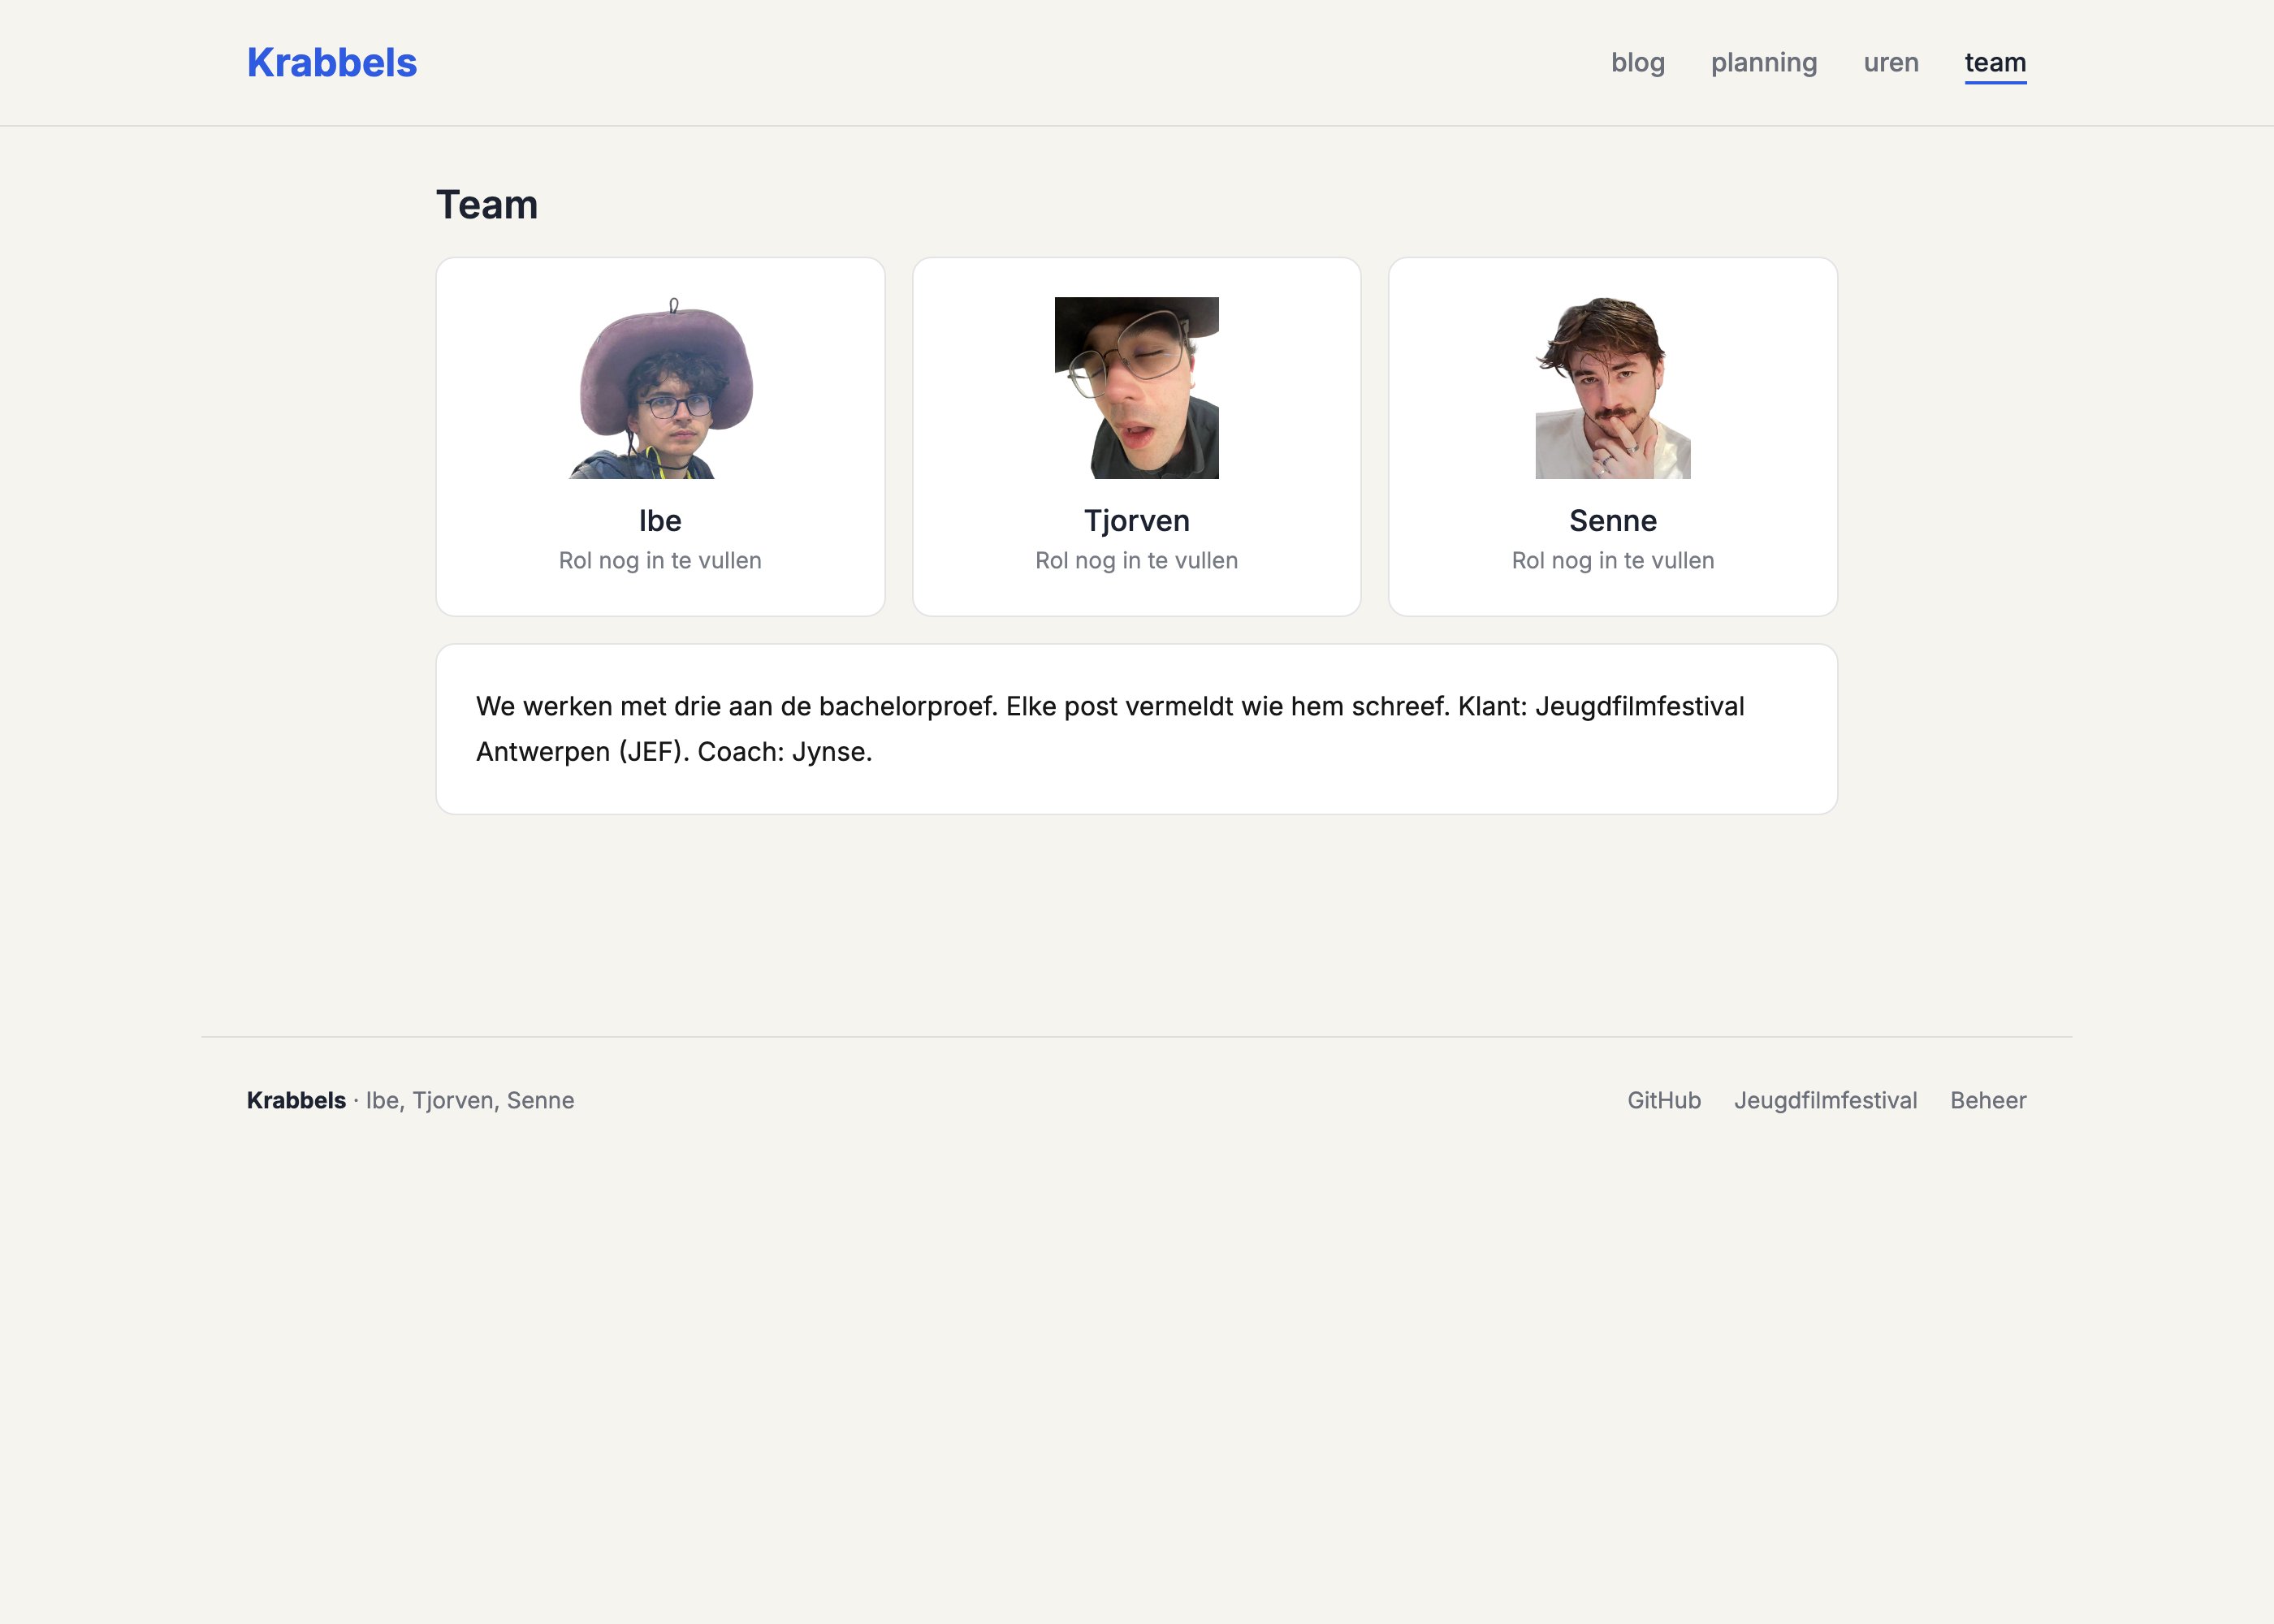 Krabbels
blog planning uren team
Team
Ibe
Rol nog in te vullen
Tjorven
Rol nog in te vullen
Senne
Rol nog in te vullen
We werken met drie aan de bachelorproef. Elke post vermeldt wie hem schreef. Klant: Jeugdfilmfestival
Antwerpen (JEF). Coach: Jynse.
Krabbels · Ibe, Tjorven, Senne
GitHub Jeugdfilmfestival Beheer